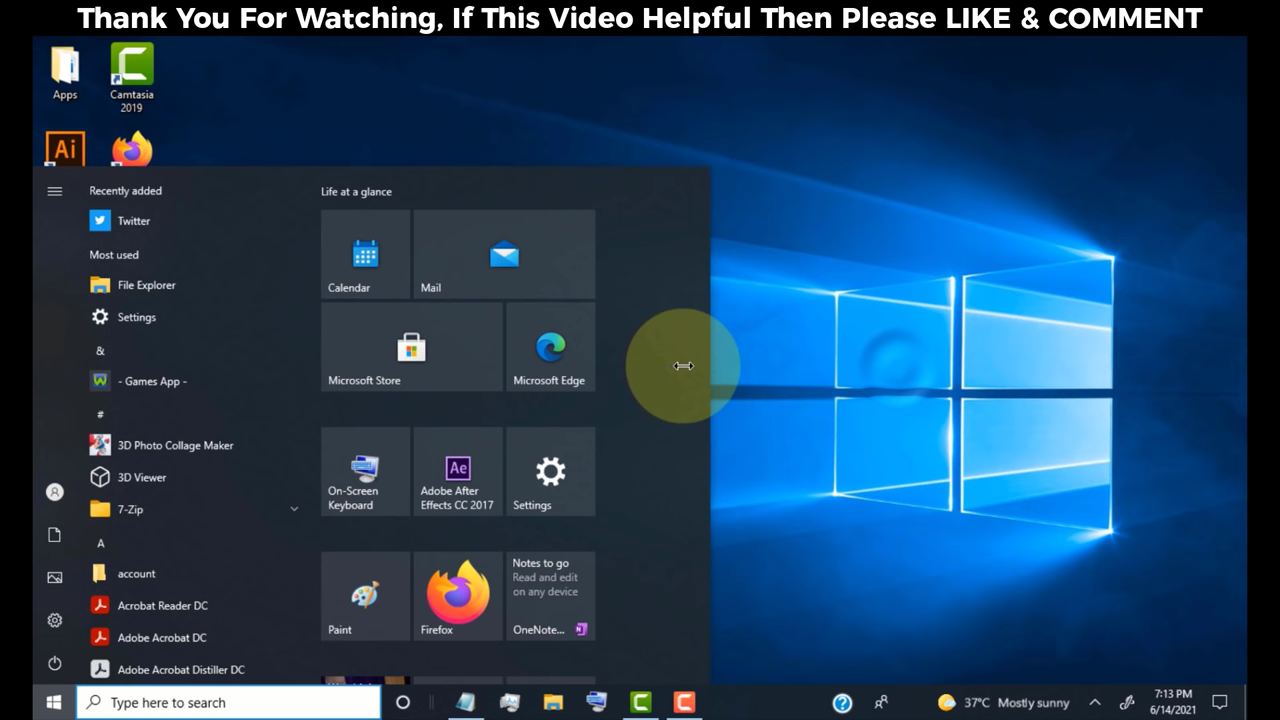 Thank You For Watching, If This Video Helpful Then Please LIKE & COMMENT
Apps
Camtasia
2019
Ai
Recently added
Twitter
Most used
File Explorer
Settings
&
- Games App -
#
3D Photo Collage Maker
3D Viewer
7-Zip
A
account
Acrobat Reader DC
Adobe Acrobat DC
Adobe Acrobat Distiller DC
Life at a glance
Calendar
Mail
Microsoft Store
Microsoft Edge
On-Screen
Keyboard
Ae
Adobe After
Effects CC 2017
Settings
Paint
Firefox
Notes to go
Read and edit
on any device
OneNote...
Type here to search
37°C Mostly sunny
7:13 PM
6/14/2021